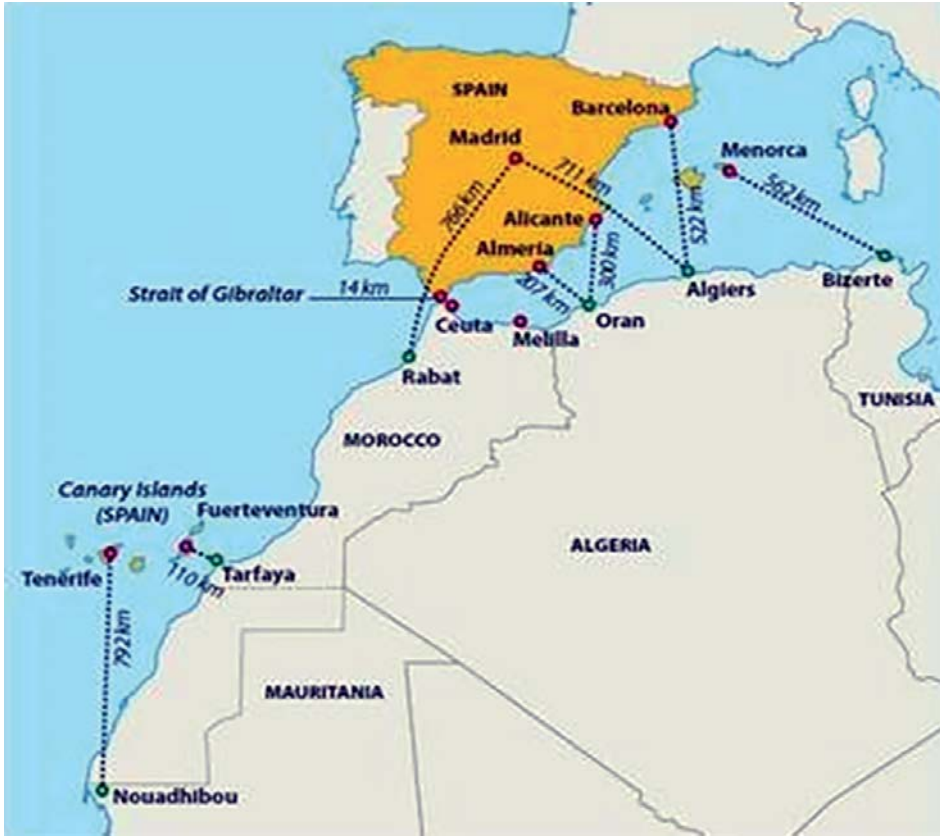 SPAIN
Barcelona
Madrid
Menorca
711 km
562 km
766 km
Alicante
522 km
Almería
300 km
207 km
Strait of Gibraltar
14 km
Ceuta
Melilla
Oran
Algiers
Bizerte
Rabat
TUNISIA
MOROCCO
Canary Islands
(SPAIN)
Fuerteventura
ALGERIA
Tenerife
110 km
Tarfaya
792 km
MAURITANIA
Nouadhibou